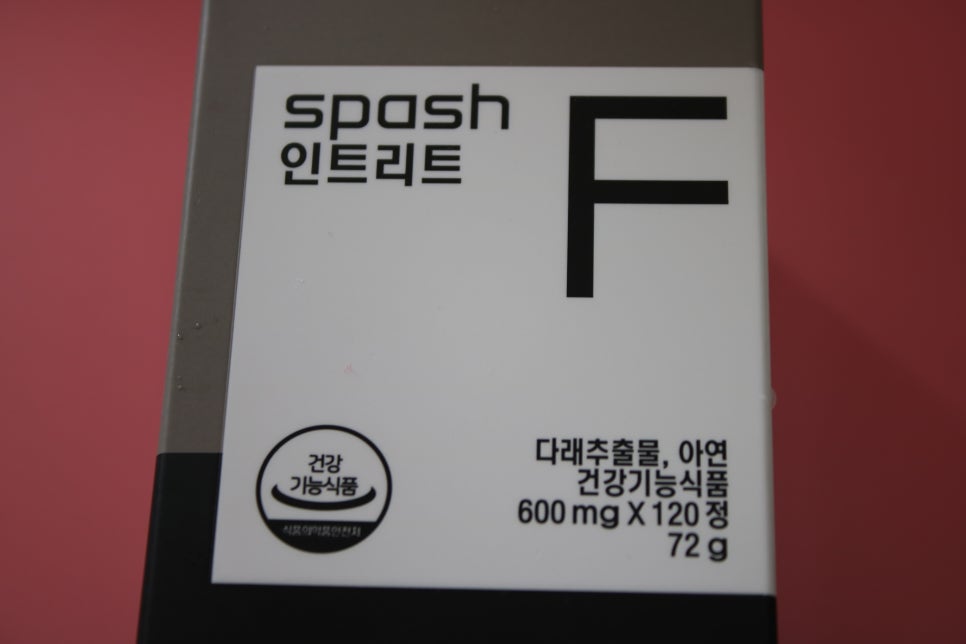 spash
인트리트
F
건강
기능식품
식품의약품안전처
다래추출물, 아연
건강기능식품
600 mg X 120 정
72 g